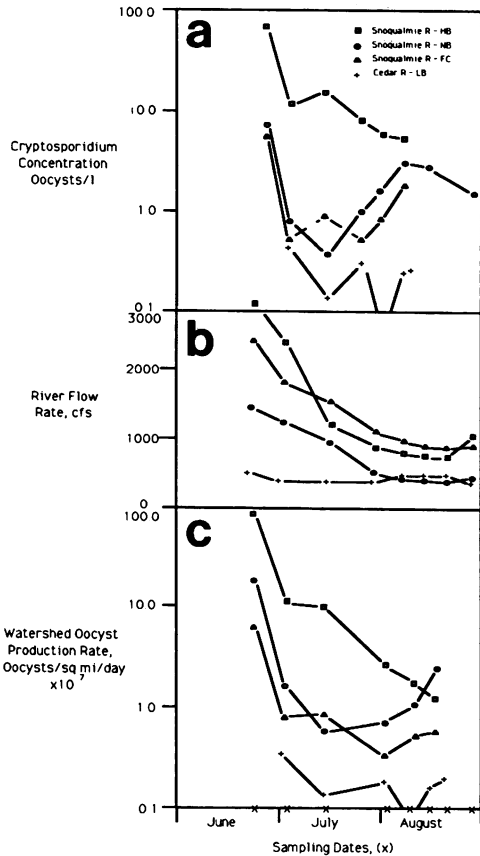 a
■ Snoqualmie R - HB
● Snoqualmie R - NB
▲ Snoqualmie R - FC
+ Cedar R - LB
100 0
10 0
1 0
0 1
Cryptosporidium
Concentration
Oocysts/l
b
3000
2000
1000
0
River Flow
Rate, cfs
c
100 0
10 0
1 0
0 1
Watershed Oocyst
Production Rate,
Oocysts/sq mi/day
x10 7
June
July
August
Sampling Dates, (x)